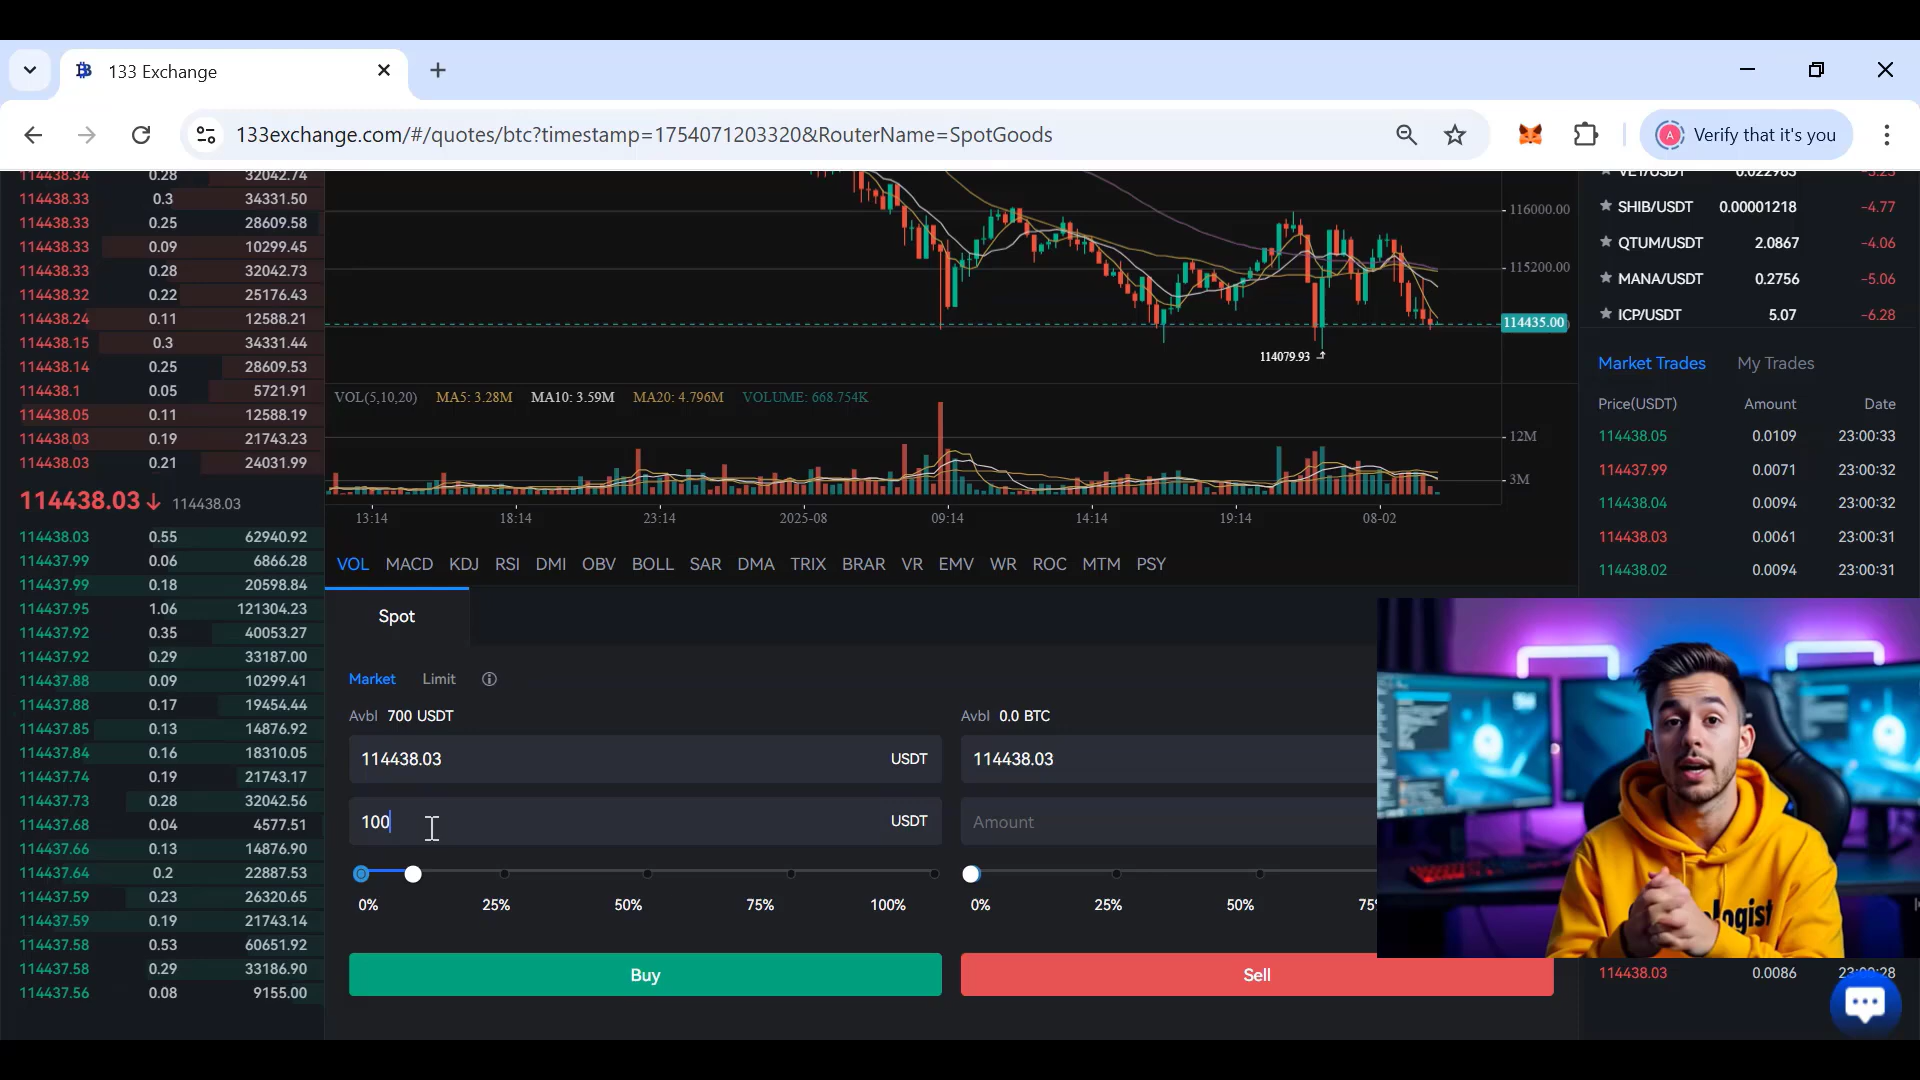 133 Exchange
133exchange.com/#/quotes/btc?timestamp=1754071203320&RouterName=SpotGoods
A
Verify that it's you
114438.34 0.28 32042.74
114438.33 0.3 34331.50
114438.33 0.25 28609.58
114438.33 0.09 10299.45
114438.33 0.28 32042.73
114438.32 0.22 25176.43
114438.24 0.11 12588.21
114438.15 0.3 34331.44
114438.14 0.25 28609.53
114438.1 0.05 5721.91
114438.05 0.11 12588.19
114438.03 0.19 21743.23
114438.03 0.21 24031.99
114438.03↓ 114438.03
114438.03 0.55 62940.92
114437.99 0.06 6866.28
114437.99 0.18 20598.84
114437.95 1.06 121304.23
114437.92 0.35 40053.27
114437.92 0.29 33187.00
114437.88 0.09 10299.41
114437.88 0.17 19454.44
114437.85 0.13 14876.92
114437.84 0.16 18310.05
114437.74 0.19 21743.17
114437.73 0.28 32042.56
114437.68 0.04 4577.51
114437.66 0.13 14876.90
114437.64 0.2 22887.53
114437.59 0.23 26320.65
114437.59 0.19 21743.14
114437.58 0.53 60651.92
114437.58 0.29 33186.90
114437.56 0.08 9155.00
116000.00
115200.00
114435.00
114079.93
VOL(5,10,20) MA5: 3.28M MA10: 3.59M MA20: 4.796M VOLUME: 668.754K
12M
3M
13:14 18:14 23:14 2025-08 09:14 14:14 19:14 08-02
VOL MACD KDJ RSI DMI OBV BOLL SAR DMA TRIX BRAR VR EMV WR ROC MTM PSY
Spot
Market Limit
Avbl 700 USDT
114438.03 USDT
100 USDT
0% 25% 50% 75% 100%
Buy
Avbl 0.0 BTC
114438.03
Amount
0% 25% 50%
Sell
VET/USDT 0.022983 -3.23
SHIB/USDT 0.00001218 -4.77
QTUM/USDT 2.0867 -4.06
MANA/USDT 0.2756 -5.06
ICP/USDT 5.07 -6.28
Market Trades My Trades
Price(USDT) Amount Date
114438.05 0.0109 23:00:33
114437.99 0.0071 23:00:32
114438.04 0.0094 23:00:32
114438.03 0.0061 23:00:31
114438.02 0.0094 23:00:31
114438.03 0.0086 23:00:28